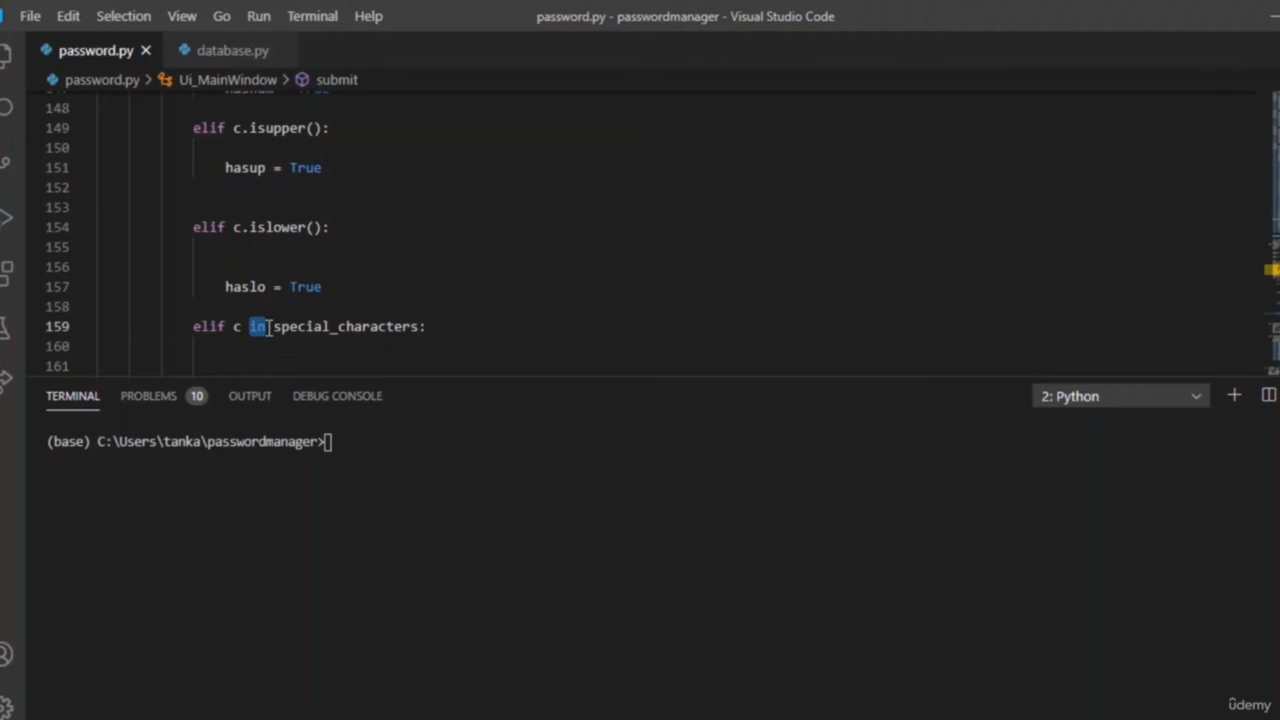 File Edit Selection View Go Run Terminal Help password.py - passwordmanager - Visual Studio Code
password.py database.py
password.py > Ui_MainWindow > submit
148
149 elif c.isupper():
150
151 hasup = True
152
153
154 elif c.islower():
155
156
157 haslo = True
158
159 elif c in special_characters:
160
161
TERMINAL PROBLEMS 10 OUTPUT DEBUG CONSOLE 2: Python
(base) C:\Users\tanka\passwordmanager>
ûdemy